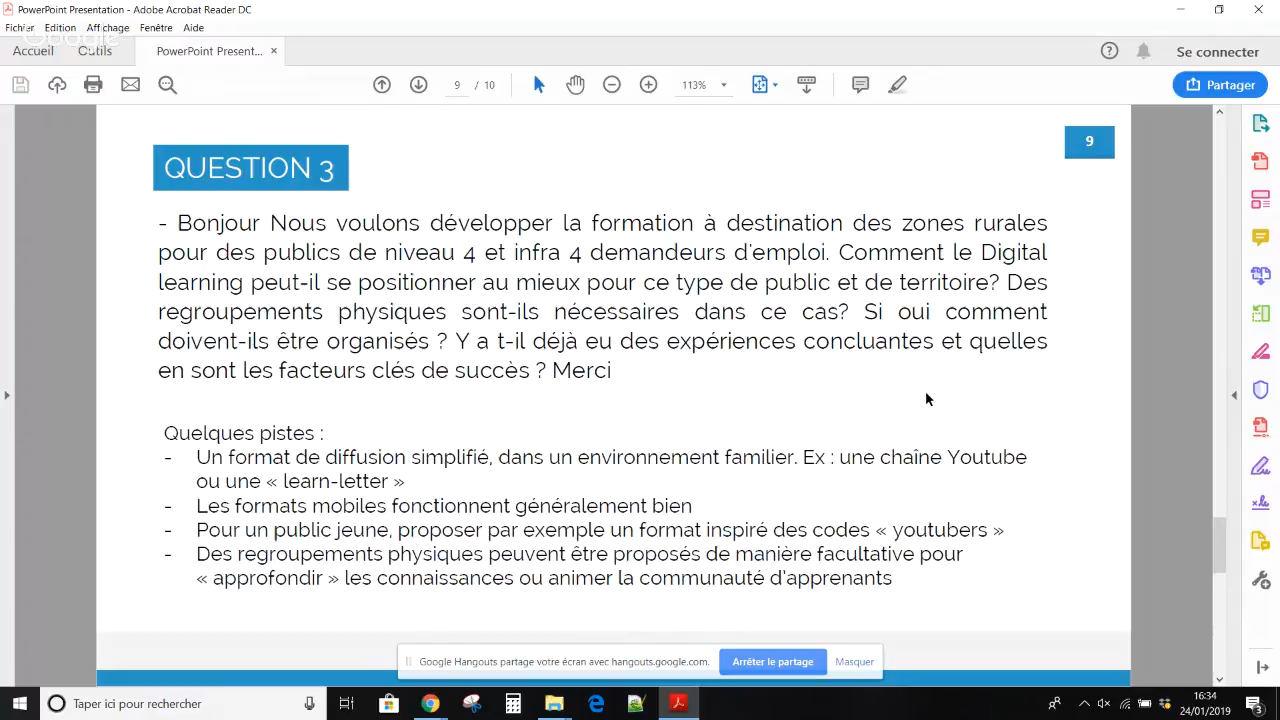 PowerPoint Presentation - Adobe Acrobat Reader DC
Fichier Edition Affichage Fenêtre Aide
Google
Accueil Outils PowerPoint Present... × Se connecter
9 / 10 113% Partager
9
QUESTION 3
- Bonjour Nous voulons développer la formation à destination des zones rurales
pour des publics de niveau 4 et infra 4 demandeurs d'emploi. Comment le Digital
learning peut-il se positionner au mieux pour ce type de public et de territoire? Des
regroupements physiques sont-ils nécessaires dans ce cas? Si oui comment
doivent-ils être organisés ? Y a t-il déjà eu des expériences concluantes et quelles
en sont les facteurs clés de succès ? Merci
Quelques pistes :
- Un format de diffusion simplifié, dans un environnement familier. Ex : une chaîne Youtube
ou une « learn-letter »
- Les formats mobiles fonctionnent généralement bien
- Pour un public jeune, proposer par exemple un format inspiré des codes « youtubers »
- Des regroupements physiques peuvent être proposés de manière facultative pour
« approfondir » les connaissances ou animer la communauté d'apprenants
Google Hangouts partage votre écran avec hangouts.google.com. Arrêter le partage Masquer
Taper ici pour rechercher
16:34
24/01/2019
3